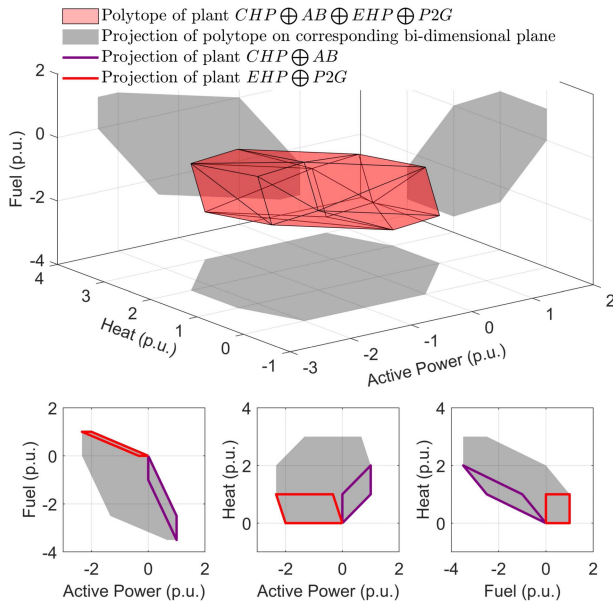 Polytope of plant CHP ⊕ AB ⊕ EHP ⊕ P2G
Projection of polytope on corresponding bi-dimensional plane
Projection of plant CHP ⊕ AB
Projection of plant EHP ⊕ P2G
2
0
-2
-4
Fuel (p.u.)
4
3
2
1
0
-1
Heat (p.u.)
-3
-2
-1
0
1
2
Active Power (p.u.)
2
0
-2
-4
Fuel (p.u.)
-2
0
2
Active Power (p.u.)
4
2
0
Heat (p.u.)
-2
0
2
Active Power (p.u.)
4
2
0
Heat (p.u.)
-2
0
2
Fuel (p.u.)